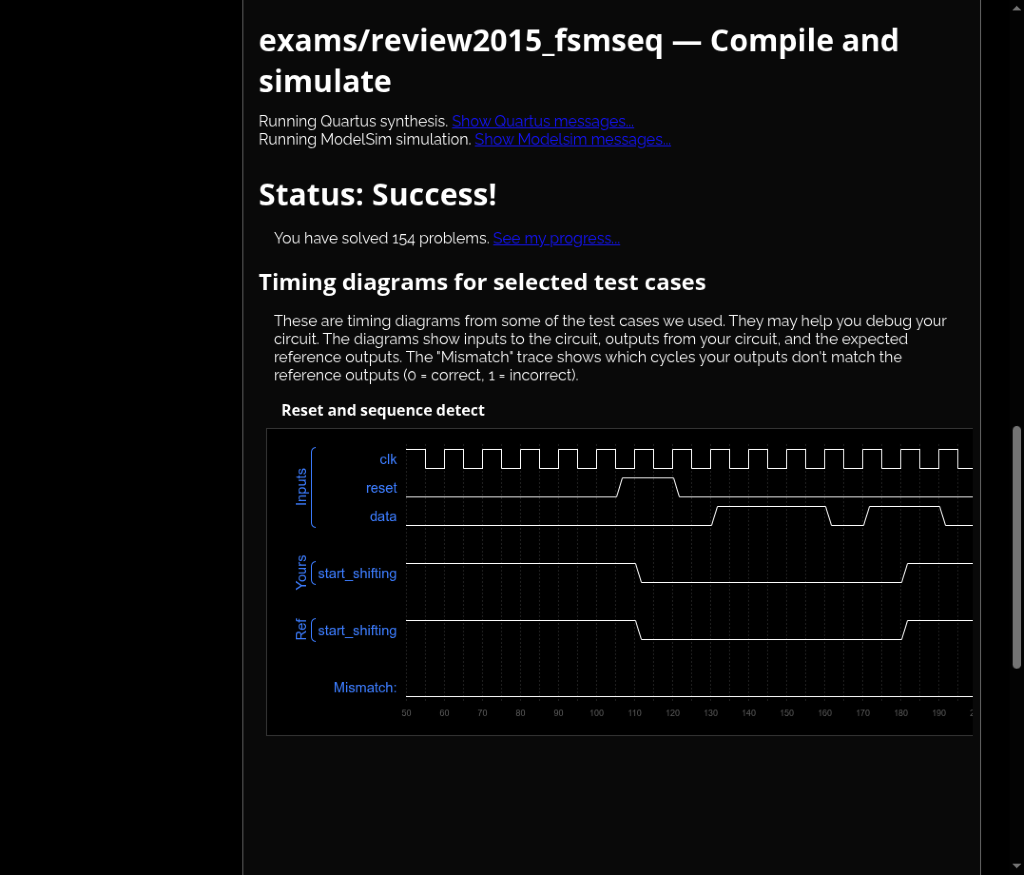 exams/review2015_fsmseq — Compile and
simulate
Running Quartus synthesis. Show Quartus messages...
Running ModelSim simulation. Show Modelsim messages...
Status: Success!
You have solved 154 problems. See my progress...
Timing diagrams for selected test cases
These are timing diagrams from some of the test cases we used. They may help you debug your
circuit. The diagrams show inputs to the circuit, outputs from your circuit, and the expected
reference outputs. The "Mismatch" trace shows which cycles your outputs don't match the
reference outputs (0 = correct, 1 = incorrect).
Reset and sequence detect
Inputs
clk
reset
data
Yours
start_shifting
Ref
start_shifting
Mismatch:
50 60 70 80 90 100 110 120 130 140 150 160 170 180 190